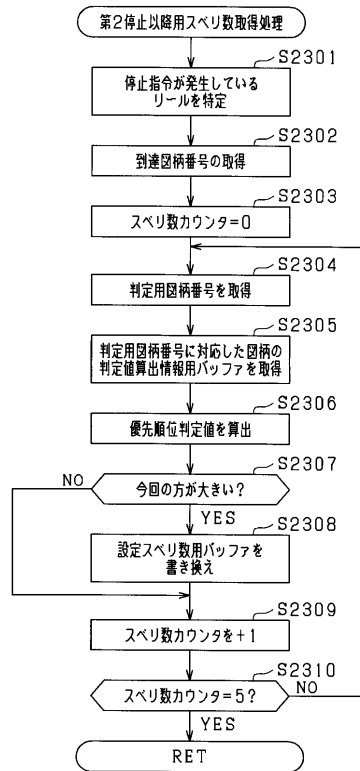 第2停止以降用スベリ数取得処理
S2301
停止指令が発生している
リールを特定
S2302
到達図柄番号の取得
S2303
スベリ数カウンタ=0
S2304
判定用図柄番号を取得
S2305
判定用図柄番号に対応した図柄の
判定値算出情報用バッファを取得
S2306
優先順位判定値を算出
S2307
NO
今回の方が大きい?
YES
S2308
設定スベリ数用バッファを
書き換え
S2309
スベリ数カウンタを+1
S2310
スベリ数カウンタ=5?
NO
YES
RET